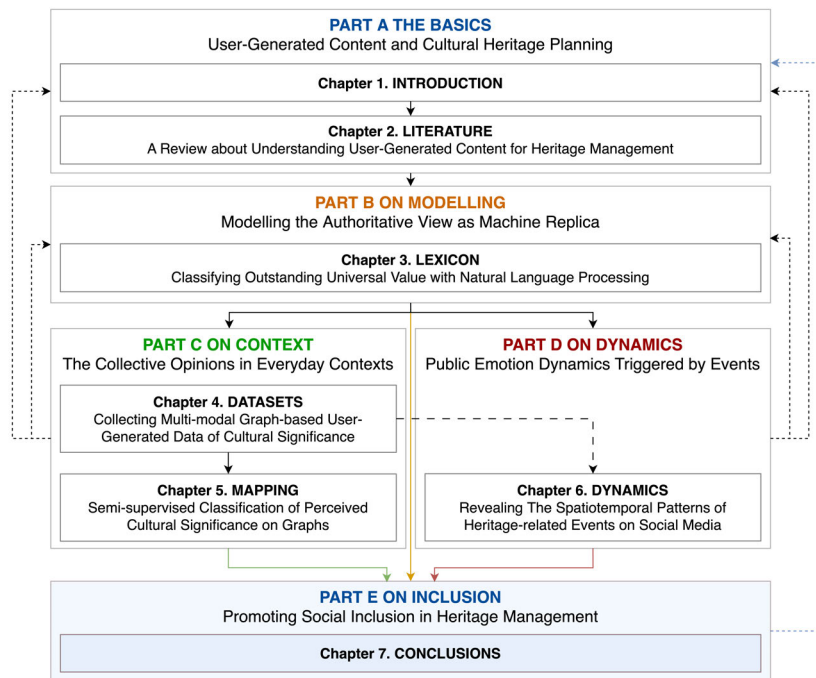 PART A THE BASICS
User-Generated Content and Cultural Heritage Planning
Chapter 1. INTRODUCTION
Chapter 2. LITERATURE
A Review about Understanding User-Generated Content for Heritage Management
PART B ON MODELLING
Modelling the Authoritative View as Machine Replica
Chapter 3. LEXICON
Classifying Outstanding Universal Value with Natural Language Processing
PART C ON CONTEXT
The Collective Opinions in Everyday Contexts
Chapter 4. DATASETS
Collecting Multi-modal Graph-based User-
Generated Data of Cultural Significance
Chapter 5. MAPPING
Semi-supervised Classification of Perceived
Cultural Significance on Graphs
PART D ON DYNAMICS
Public Emotion Dynamics Triggered by Events
Chapter 6. DYNAMICS
Revealing The Spatiotemporal Patterns of
Heritage-related Events on Social Media
PART E ON INCLUSION
Promoting Social Inclusion in Heritage Management
Chapter 7. CONCLUSIONS